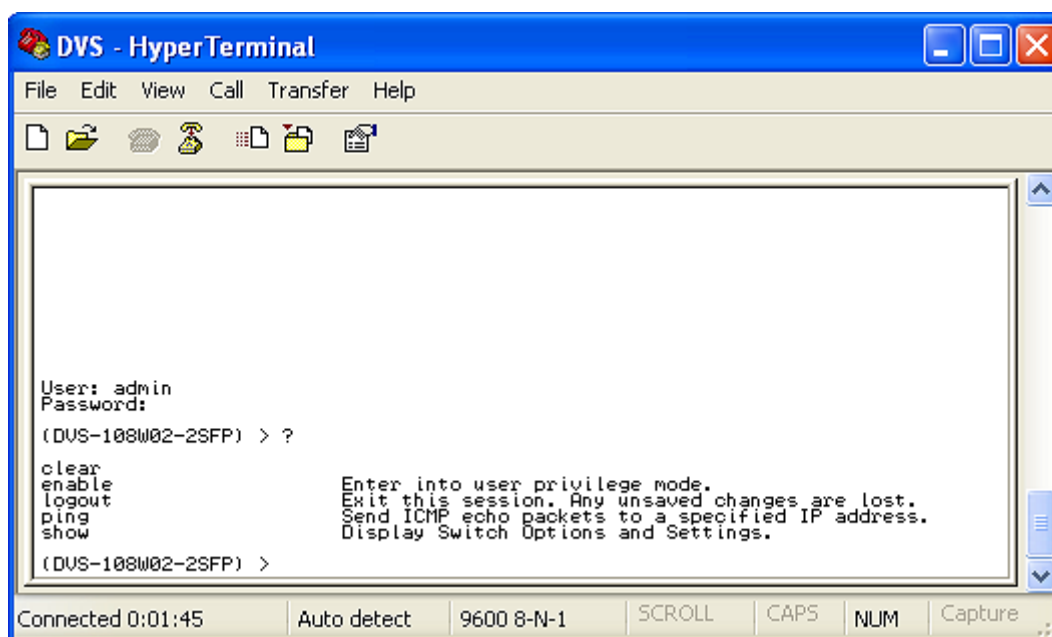 DVS - HyperTerminal
File Edit View Call Transfer Help
User: admin
Password:
(DVS-108W02-2SFP) > ?
clear
enable Enter into user privilege mode.
logout Exit this session. Any unsaved changes are lost.
ping Send ICMP echo packets to a specified IP address.
show Display Switch Options and Settings.
(DVS-108W02-2SFP) >
Connected 0:01:45 Auto detect 9600 8-N-1 SCROLL CAPS NUM Capture